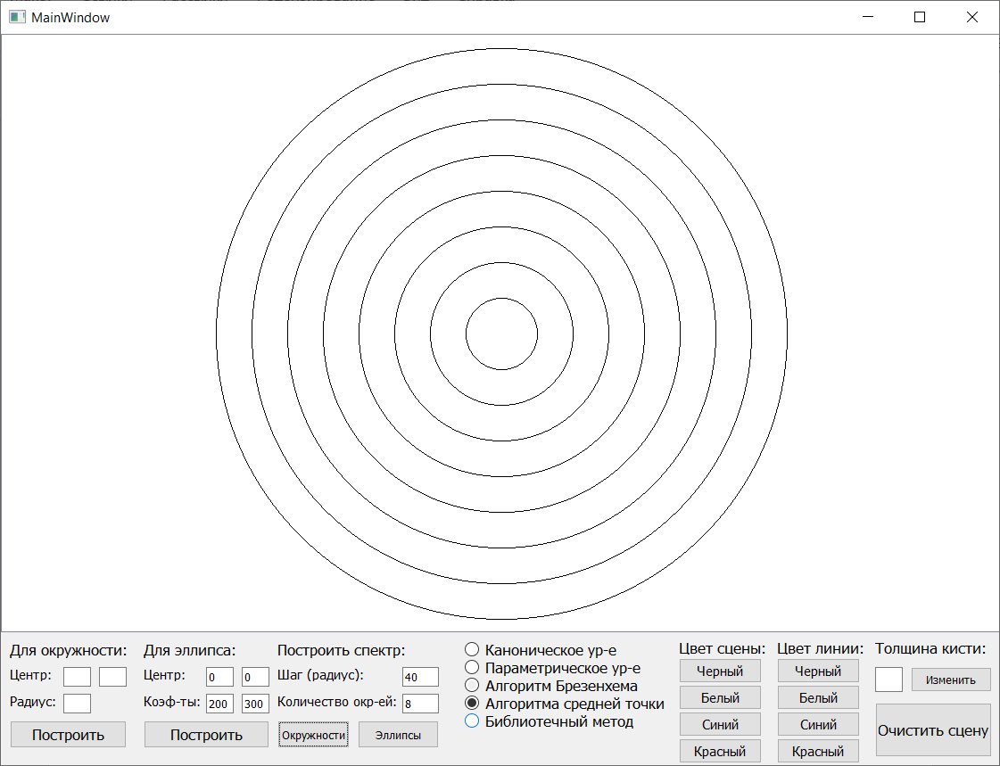 MainWindow
Для окружности:
Центр:
Радиус:
Построить
Для эллипса:
Центр: 0 0
Коэф-ты: 200 300
Построить
Построить спектр:
Шаг (радиус): 40
Количество окр-ей: 8
Окружности Эллипсы
Каноническое ур-е
Параметрическое ур-е
Алгоритм Брезенхема
Алгоритма средней точки
Библиотечный метод
Цвет сцены:
Черный
Белый
Синий
Красный
Цвет линии:
Черный
Белый
Синий
Красный
Толщина кисти:
Изменить
Очистить сцену